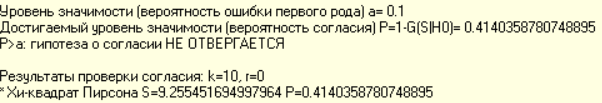 Уровень значимости (вероятность ошибки первого рода) a= 0.1
Достигаемый уровень значимости (вероятность согласия) P=1-G(S|H0)= 0.4140358780748895
P>a: гипотеза о согласии НЕ ОТВЕРГАЕТСЯ
Результаты проверки согласия: k=10, r=0
* Хи-квадрат Пирсона S=9.255451694997964 P=0.4140358780748895